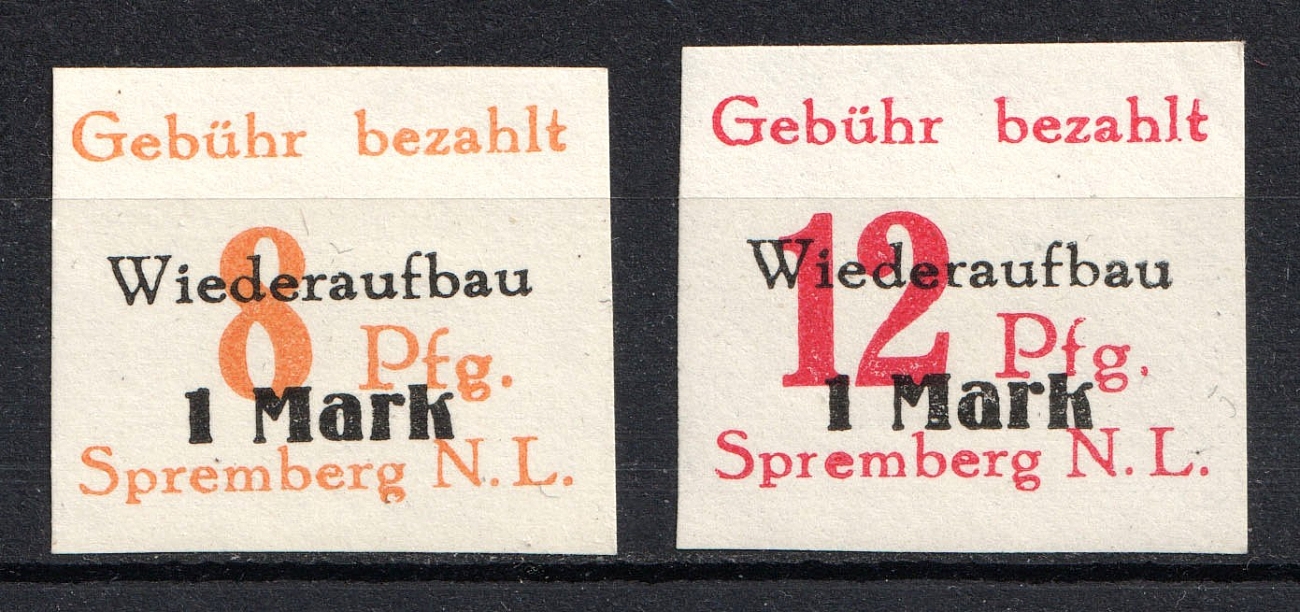 Gebühr bezahlt
8
Wiederaufbau
Pfg.
1 Mark
Spremberg N.L.
Gebühr bezahlt
12
Wiederaufbau
Pfg.
1 Mark
Spremberg N.L.